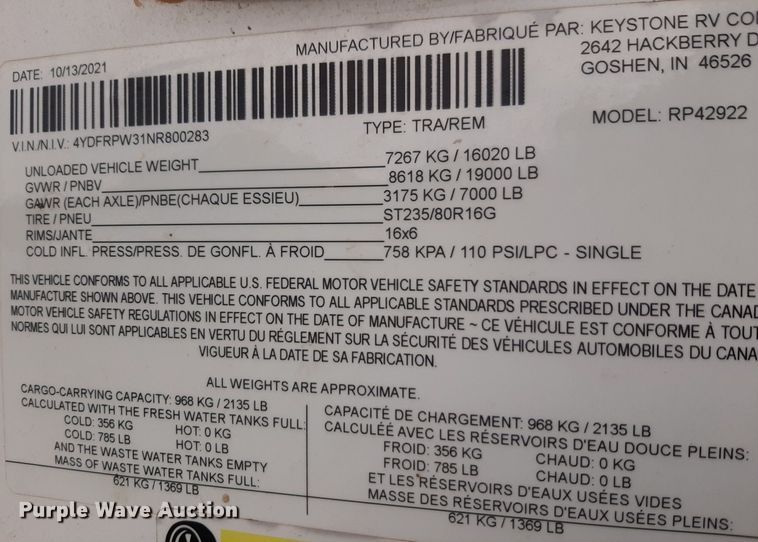 MANUFACTURED BY/FABRIQUÉ PAR: KEYSTONE RV
2642 HACKBERRY
GOSHEN, IN 46526
DATE: 10/13/2021
V.I.N./N.I.V.: 4YDFRPW31NR800283
TYPE: TRA/REM
MODEL: RP42922
UNLOADED VEHICLE WEIGHT 7267 KG / 16020 LB
GVWR / PNBV 8618 KG / 19000 LB
GAWR (EACH AXLE)/PNBE(CHAQUE ESSIEU) 3175 KG / 7000 LB
TIRE / PNEU ST235/80R16G
RIMS/JANTE 16x6
COLD INFL. PRESS/PRESS. DE GONFL. À FROID 758 KPA / 110 PSI/LPC - SINGLE
THIS VEHICLE CONFORMS TO ALL APPLICABLE U.S. FEDERAL MOTOR VEHICLE SAFETY STANDARDS IN EFFECT ON THE DATE
MANUFACTURE SHOWN ABOVE. THIS VEHICLE CONFORMS TO ALL APPLICABLE STANDARDS PRESCRIBED UNDER THE CANA
MOTOR VEHICLE SAFETY REGULATIONS IN EFFECT ON THE DATE OF MANUFACTURE ~ CE VÉHICULE EST CONFORME À TOUT
NORMES QUI LUI SONT APPLICABLES EN VERTU DU RÉGLEMENT SUR LA SÉCURITÉ DES VÉHICULES AUTOMOBILES DU CANA
VIGUEUR À LA DATE DE SA FABRICATION.
ALL WEIGHTS ARE APPROXIMATE.
CARGO-CARRYING CAPACITY: 968 KG / 2135 LB
CALCULATED WITH THE FRESH WATER TANKS FULL:
COLD: 356 KG HOT: 0 KG
COLD: 785 LB HOT: 0 LB
AND THE WASTE WATER TANKS EMPTY
MASS OF WASTE WATER TANKS FULL:
621 KG / 1369 LB
CAPACITÉ DE CHARGEMENT: 968 KG / 2135 LB
CALCULÉE AVEC LES RÉSERVOIRS D'EAU DOUCE PLEINS:
FROID: 356 KG CHAUD: 0 KG
FROID: 785 LB CHAUD: 0 LB
ET LES RÉSERVOIRS D'EAUX USÉES VIDES
MASSE DES RÉSERVOIRS D'EAUX USÉES PLEINS:
621 KG / 1369 LB
Purple Wave Auction